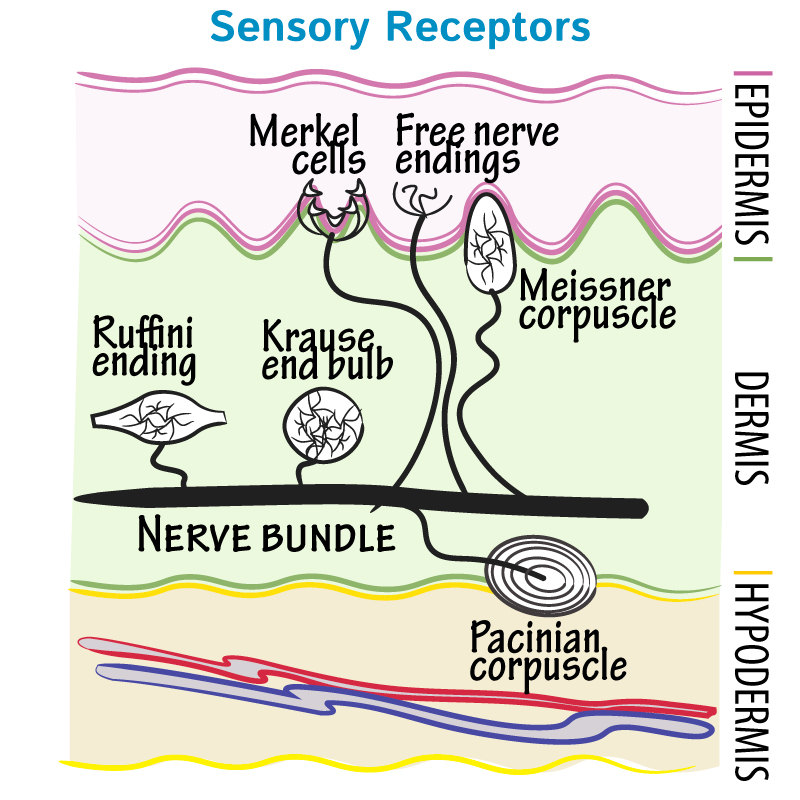 Sensory Receptors
EPIDERMIS
Merkel
cells
Free nerve
endings
Meissner
corpuscle
Ruffini
ending
Krause
end bulb
DERMIS
NERVE BUNDLE
HYPODERMIS
Pacinian
corpuscle